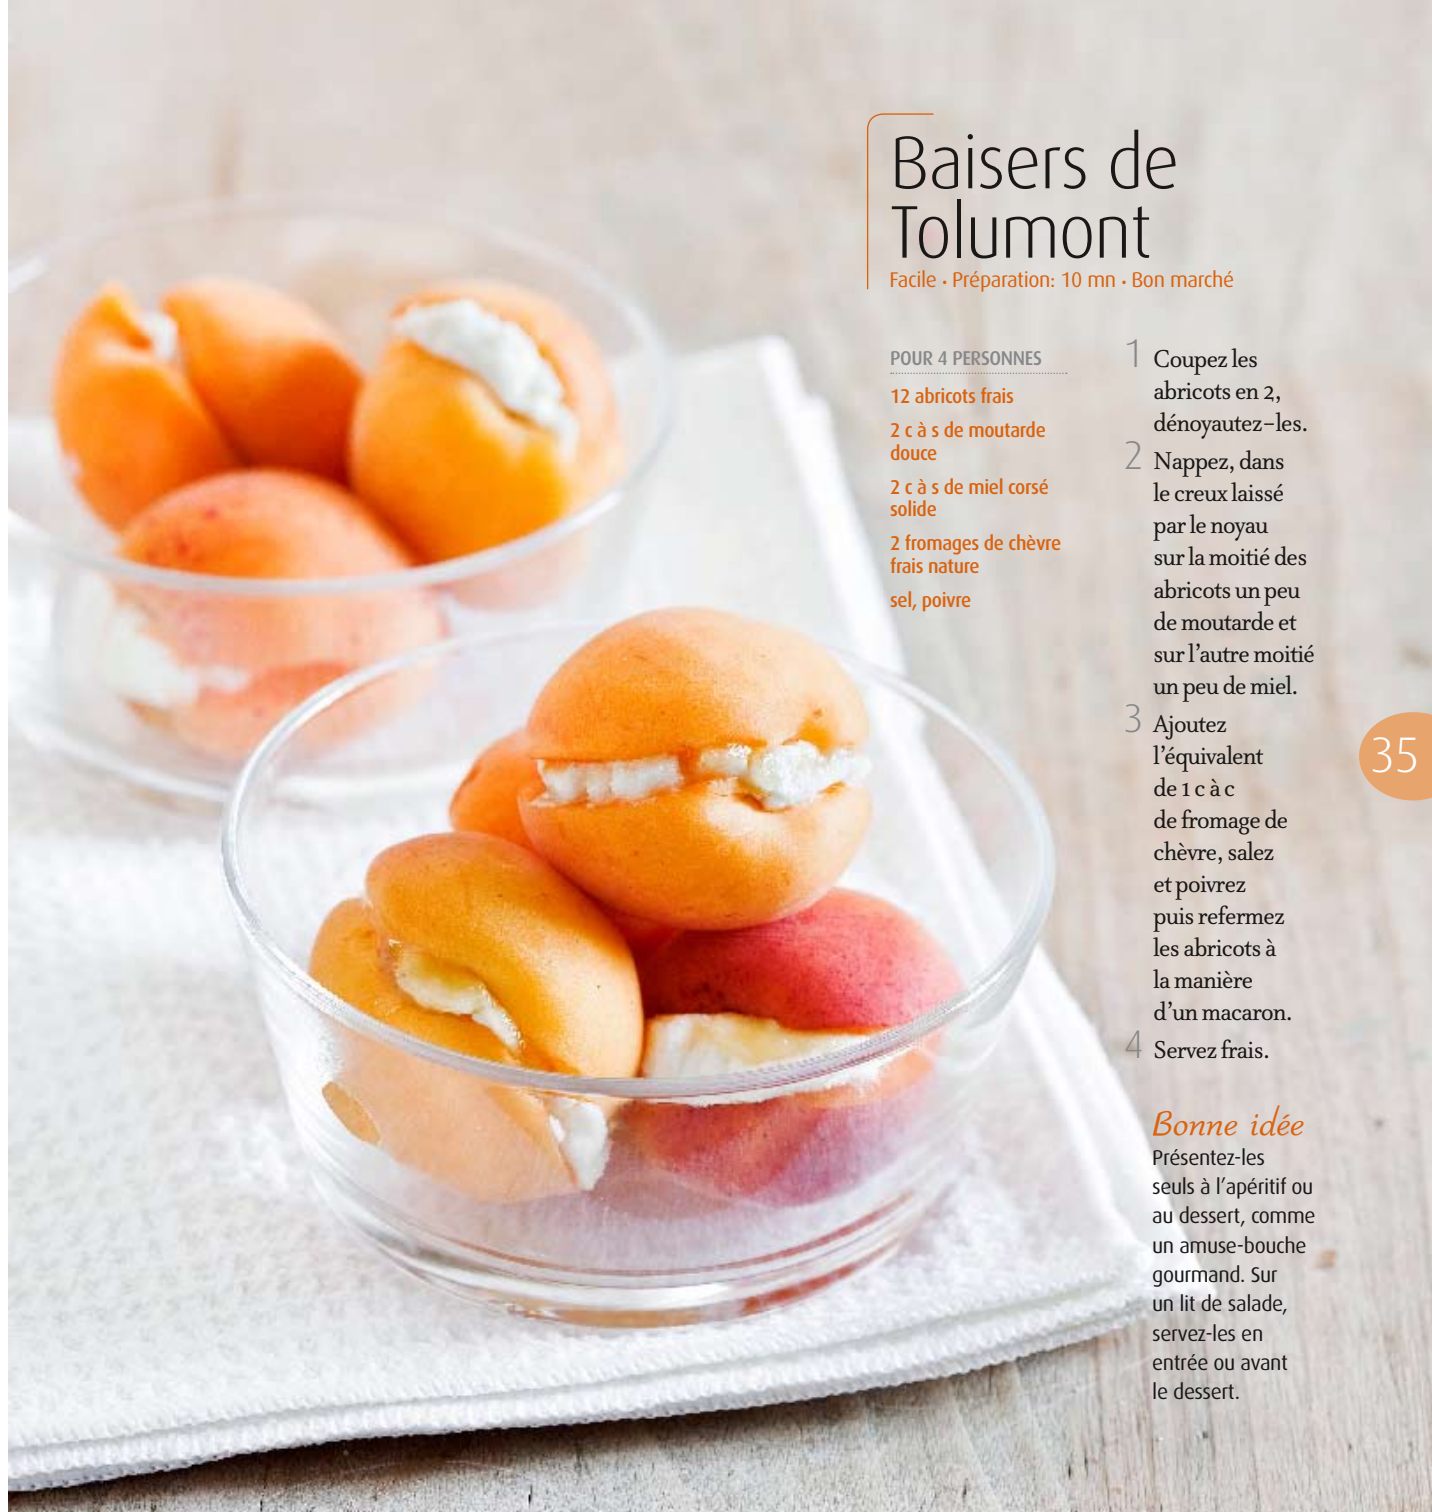 Baisers de
Tolumont
Facile • Préparation: 10 mn • Bon marché
POUR 4 PERSONNES
12 abricots frais
2 c à s de moutarde
douce
2 c à s de miel corsé
solide
2 fromages de chèvre
frais nature
sel, poivre
1 Coupez les
abricots en 2,
dénoyautez-les.
2 Nappez, dans
le creux laissé
par le noyau
sur la moitié des
abricots un peu
de moutarde et
sur l’autre moitié
un peu de miel.
3 Ajoutez
l’équivalent
de 1 c à c
de fromage de
chèvre, salez
et poivrez
puis refermez
les abricots à
la manière
d’un macaron.
4 Servez frais.
35
Bonne idée
Présentez-les
seuls à l’apéritif ou
au dessert, comme
un amuse-bouche
gourmand. Sur
un lit de salade,
servez-les en
entrée ou avant
le dessert.